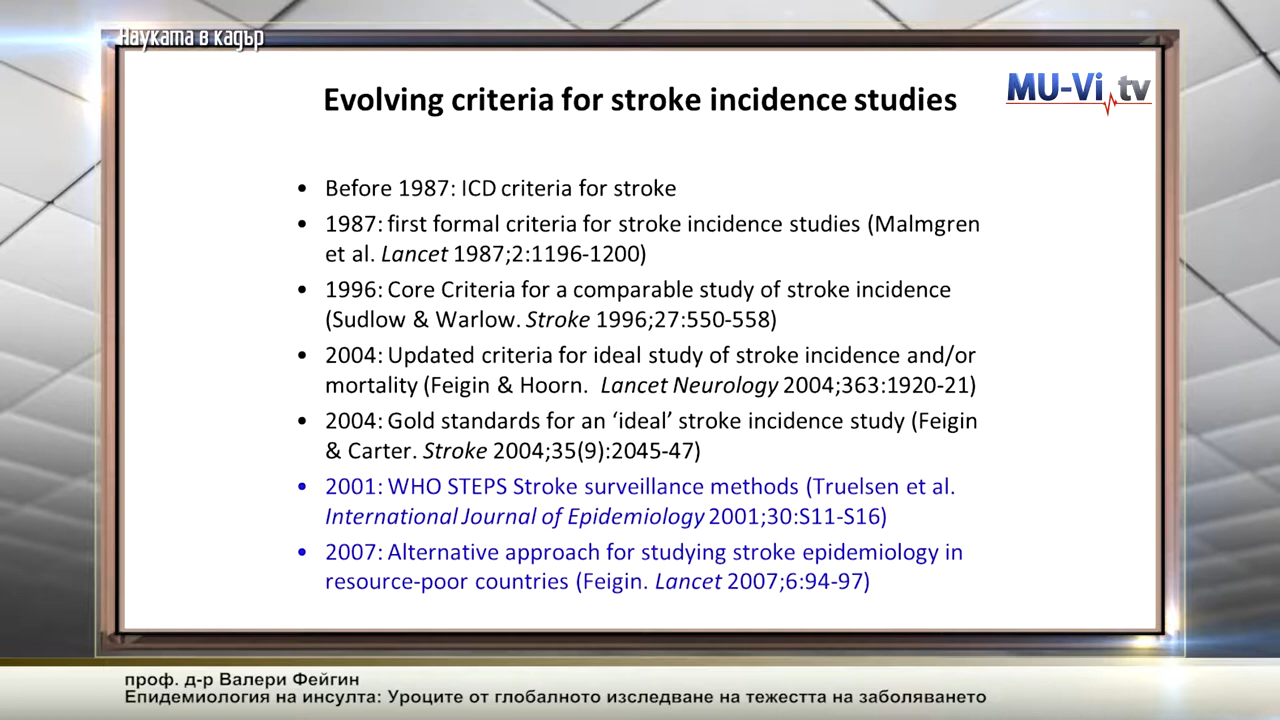 Науката в кадър
MU-Vi.tv
Evolving criteria for stroke incidence studies
• Before 1987: ICD criteria for stroke
• 1987: first formal criteria for stroke incidence studies (Malmgren
et al. Lancet 1987;2:1196-1200)
• 1996: Core Criteria for a comparable study of stroke incidence
(Sudlow & Warlow. Stroke 1996;27:550-558)
• 2004: Updated criteria for ideal study of stroke incidence and/or
mortality (Feigin & Hoorn. Lancet Neurology 2004;363:1920-21)
• 2004: Gold standards for an ‘ideal’ stroke incidence study (Feigin
& Carter. Stroke 2004;35(9):2045-47)
• 2001: WHO STEPS Stroke surveillance methods (Truelsen et al.
International Journal of Epidemiology 2001;30:S11-S16)
• 2007: Alternative approach for studying stroke epidemiology in
resource-poor countries (Feigin. Lancet 2007;6:94-97)
проф. д-р Валери Фейгин
Епидемиология на инсулта: Уроците от глобалното изследване на тежестта на заболяването